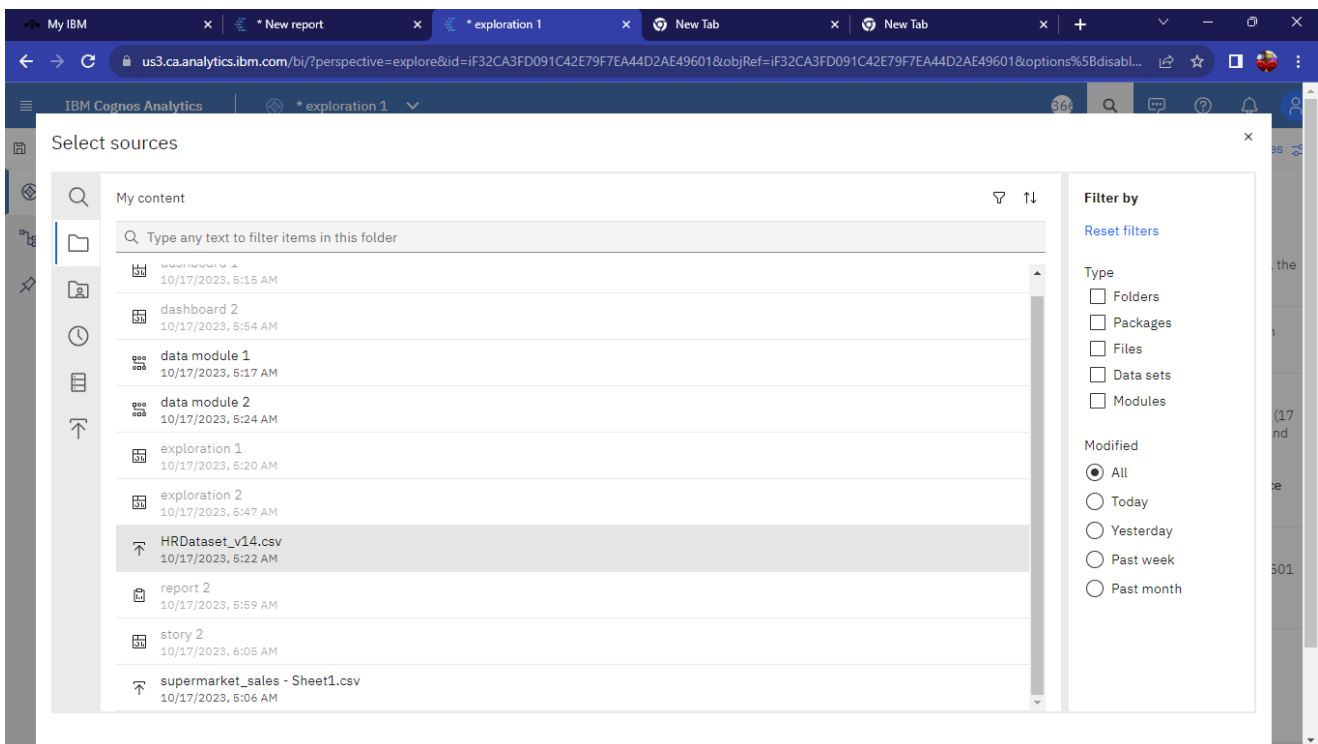 My IBM
* New report
* exploration 1
New Tab
New Tab
us3.ca.analytics.ibm.com/bi/?perspective=explore&id=iF32CA3FD091C42E79F7EA44D2AE49601&objRef=iF32CA3FD091C42E79F7EA44D2AE49601&options%5Bdisabl...
IBM Cognos Analytics
* exploration 1
Select sources
My content
Filter by
Type any text to filter items in this folder
Reset filters
dashboard 1
10/17/2023, 5:15 AM
dashboard 2
10/17/2023, 5:54 AM
data module 1
10/17/2023, 5:17 AM
data module 2
10/17/2023, 5:24 AM
exploration 1
10/17/2023, 5:20 AM
exploration 2
10/17/2023, 5:47 AM
HRDataset_v14.csv
10/17/2023, 5:22 AM
report 2
10/17/2023, 5:59 AM
story 2
10/17/2023, 6:05 AM
supermarket_sales - Sheet1.csv
10/17/2023, 5:06 AM
Type
Folders
Packages
Files
Data sets
Modules
Modified
All
Today
Yesterday
Past week
Past month
the
(17
501